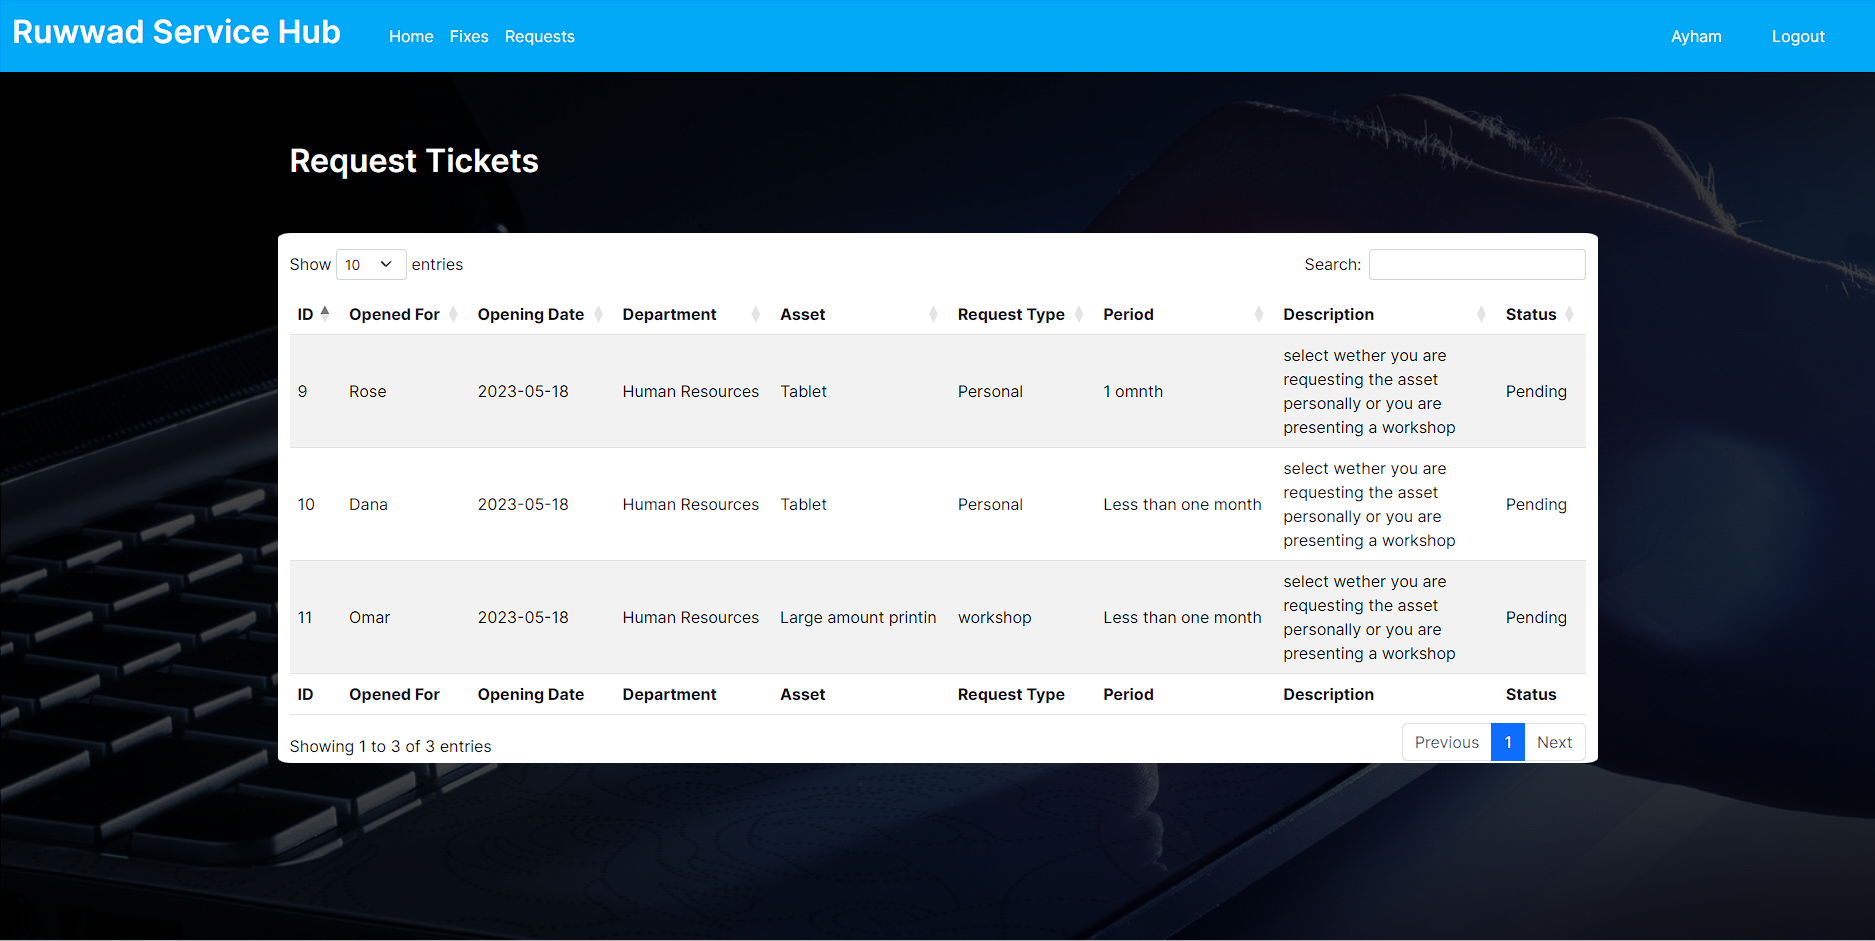 Ruwwad Service Hub Home Fixes Requests Ayham Logout
Request Tickets
Show 10 entries Search:
ID Opened For Opening Date Department Asset Request Type Period Description Status
9 Rose 2023-05-18 Human Resources Tablet Personal 1 omnth select wether you are
requesting the asset
personally or you are
presenting a workshop Pending
10 Dana 2023-05-18 Human Resources Tablet Personal Less than one month select wether you are
requesting the asset
personally or you are
presenting a workshop Pending
11 Omar 2023-05-18 Human Resources Large amount printin workshop Less than one month select wether you are
requesting the asset
personally or you are
presenting a workshop Pending
ID Opened For Opening Date Department Asset Request Type Period Description Status
Showing 1 to 3 of 3 entries Previous 1 Next